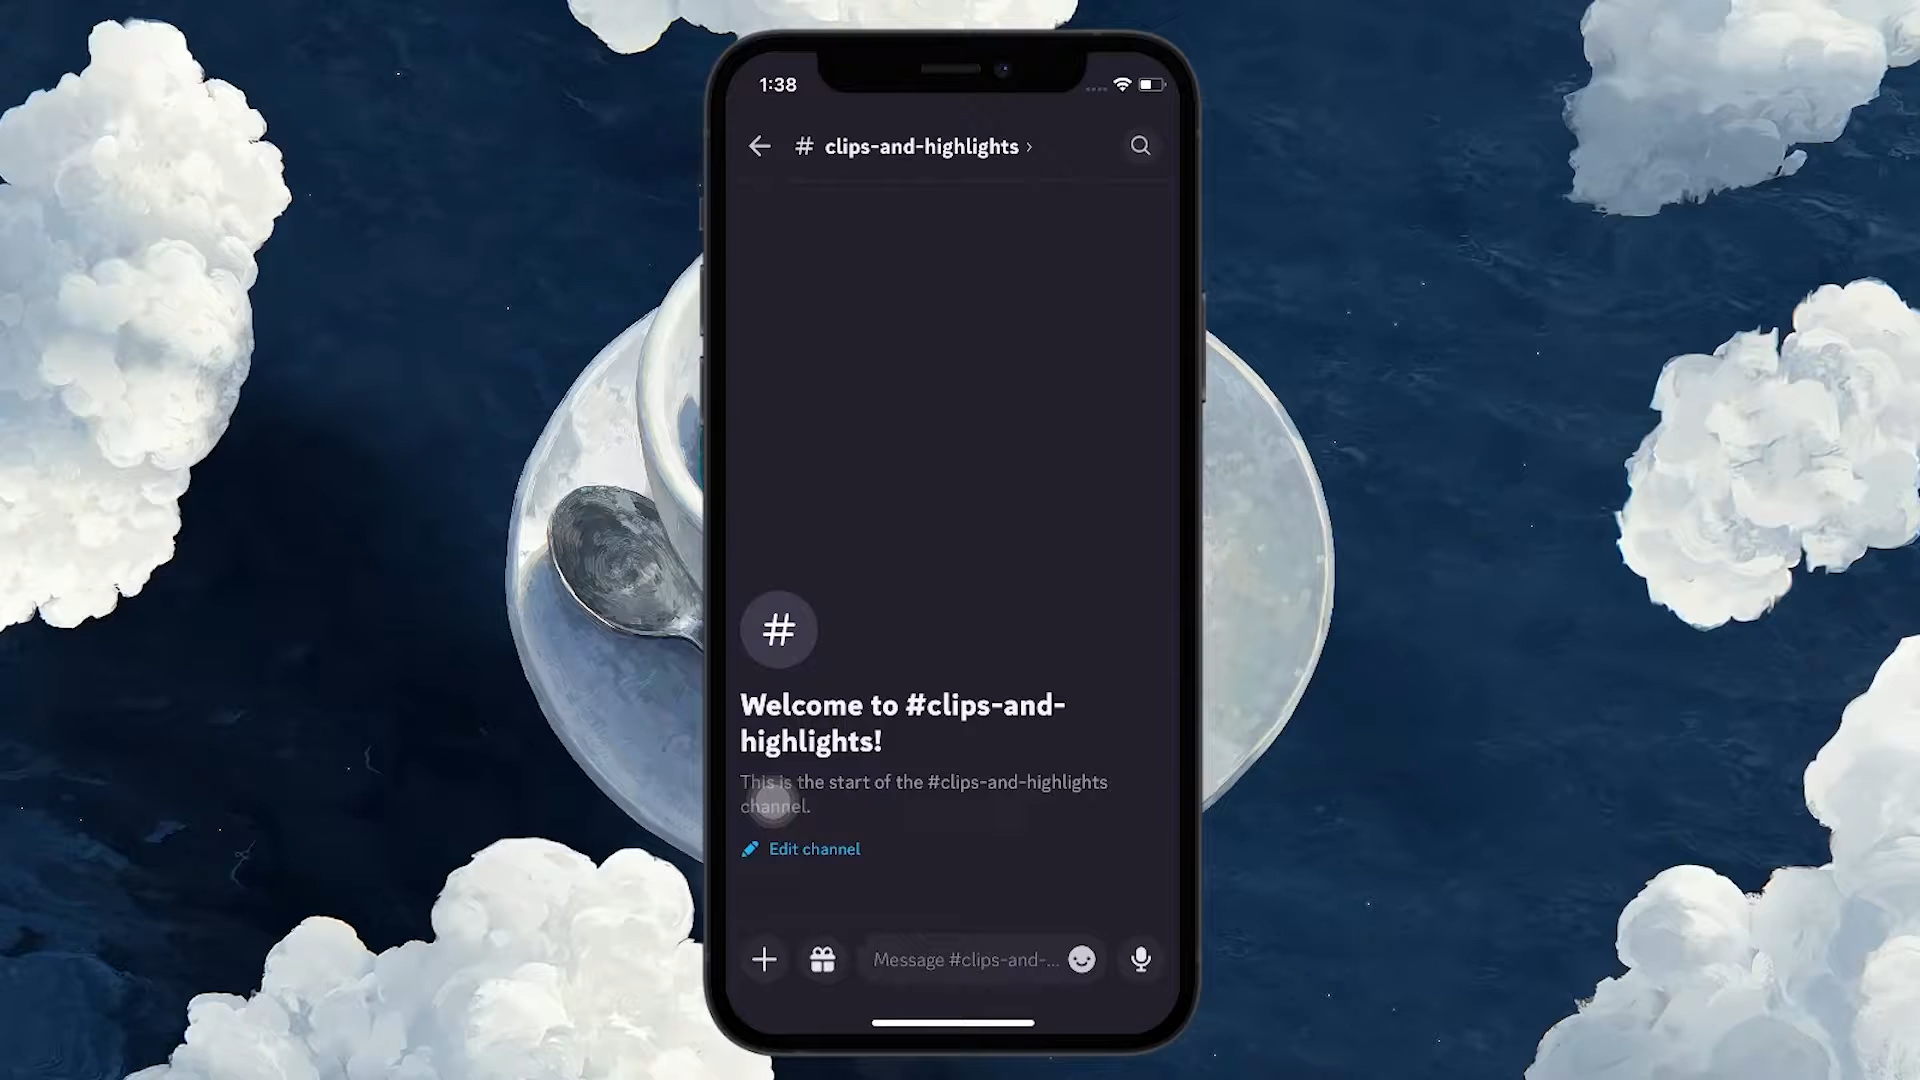 1:38
# clips-and-highlights ›
#
Welcome to #clips-and-
highlights!
This is the start of the #clips-and-highlights
channel.
Edit channel
Message #clips-and-...